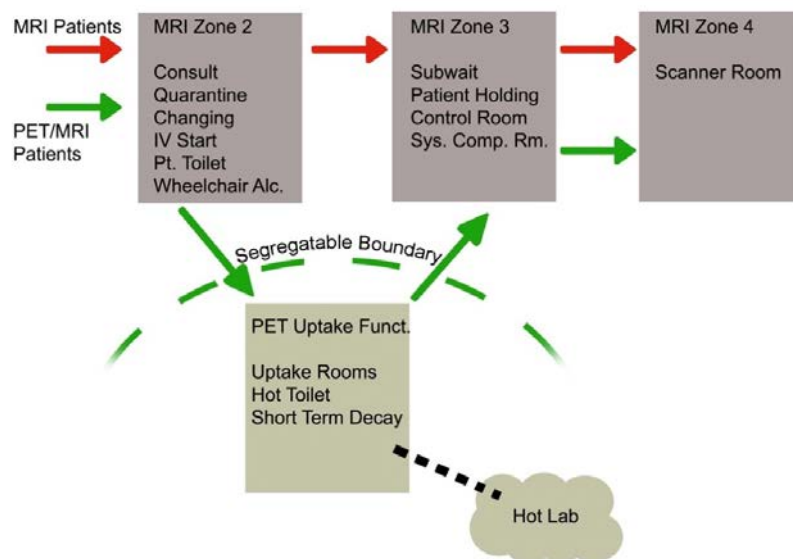 MRI Patients
PET/MRI
Patients
MRI Zone 2
Consult
Quarantine
Changing
IV Start
Pt. Toilet
Wheelchair Alc.
MRI Zone 3
Subwait
Patient Holding
Control Room
Sys. Comp. Rm.
MRI Zone 4
Scanner Room
Segregatable Boundary
PET Uptake Funct.
Uptake Rooms
Hot Toilet
Short Term Decay
Hot Lab